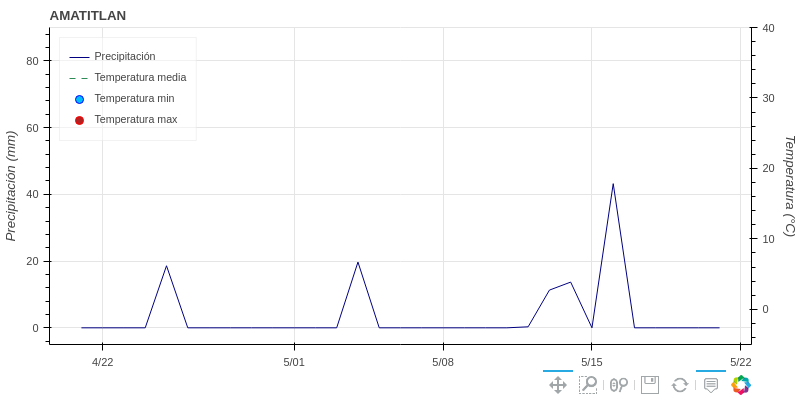 AMATITLAN
Precipitación
Temperatura media
Temperatura min
Temperatura max
Precipitación (mm)
80
60
40
20
0
Temperatura (°C)
40
30
20
10
0
4/22
5/01
5/08
5/15
5/22